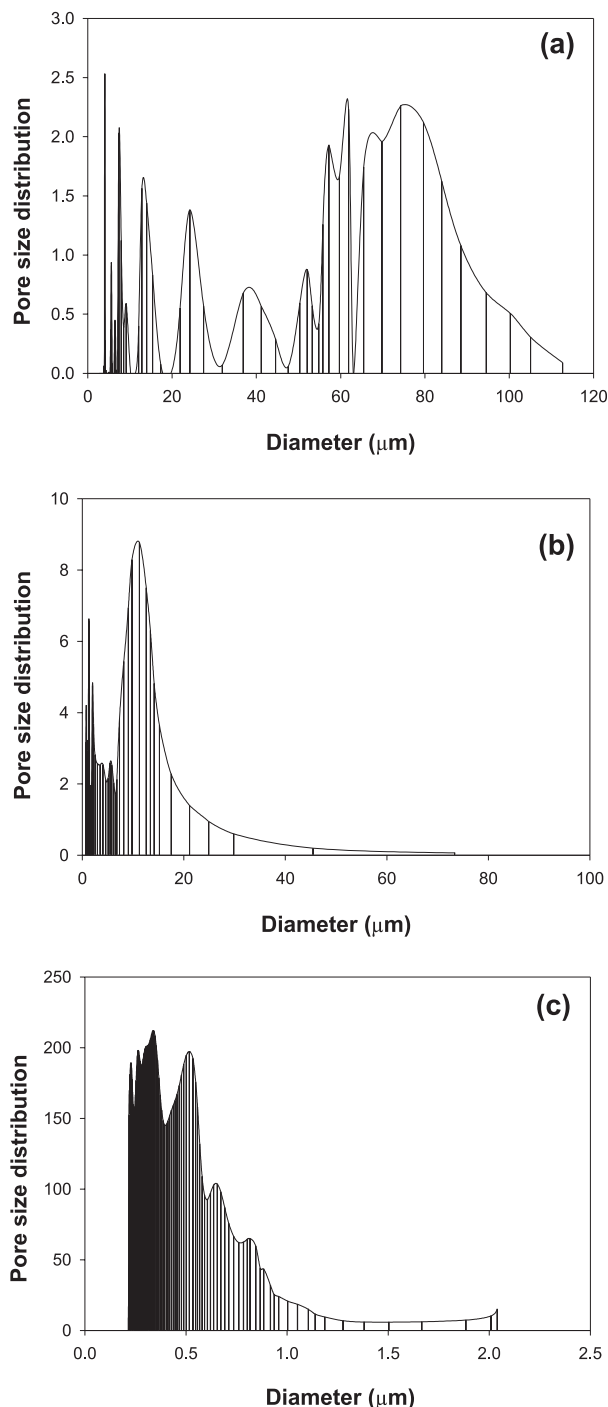 (a)
Pore size distribution
3.0
2.5
2.0
1.5
1.0
0.5
0.0
0 20 40 60 80 100 120
Diameter (μm)
(b)
Pore size distribution
10
8
6
4
2
0
0 20 40 60 80 100
Diameter (μm)
(c)
Pore size distribution
250
200
150
100
50
0
0.0 0.5 1.0 1.5 2.0 2.5
Diameter (μm)